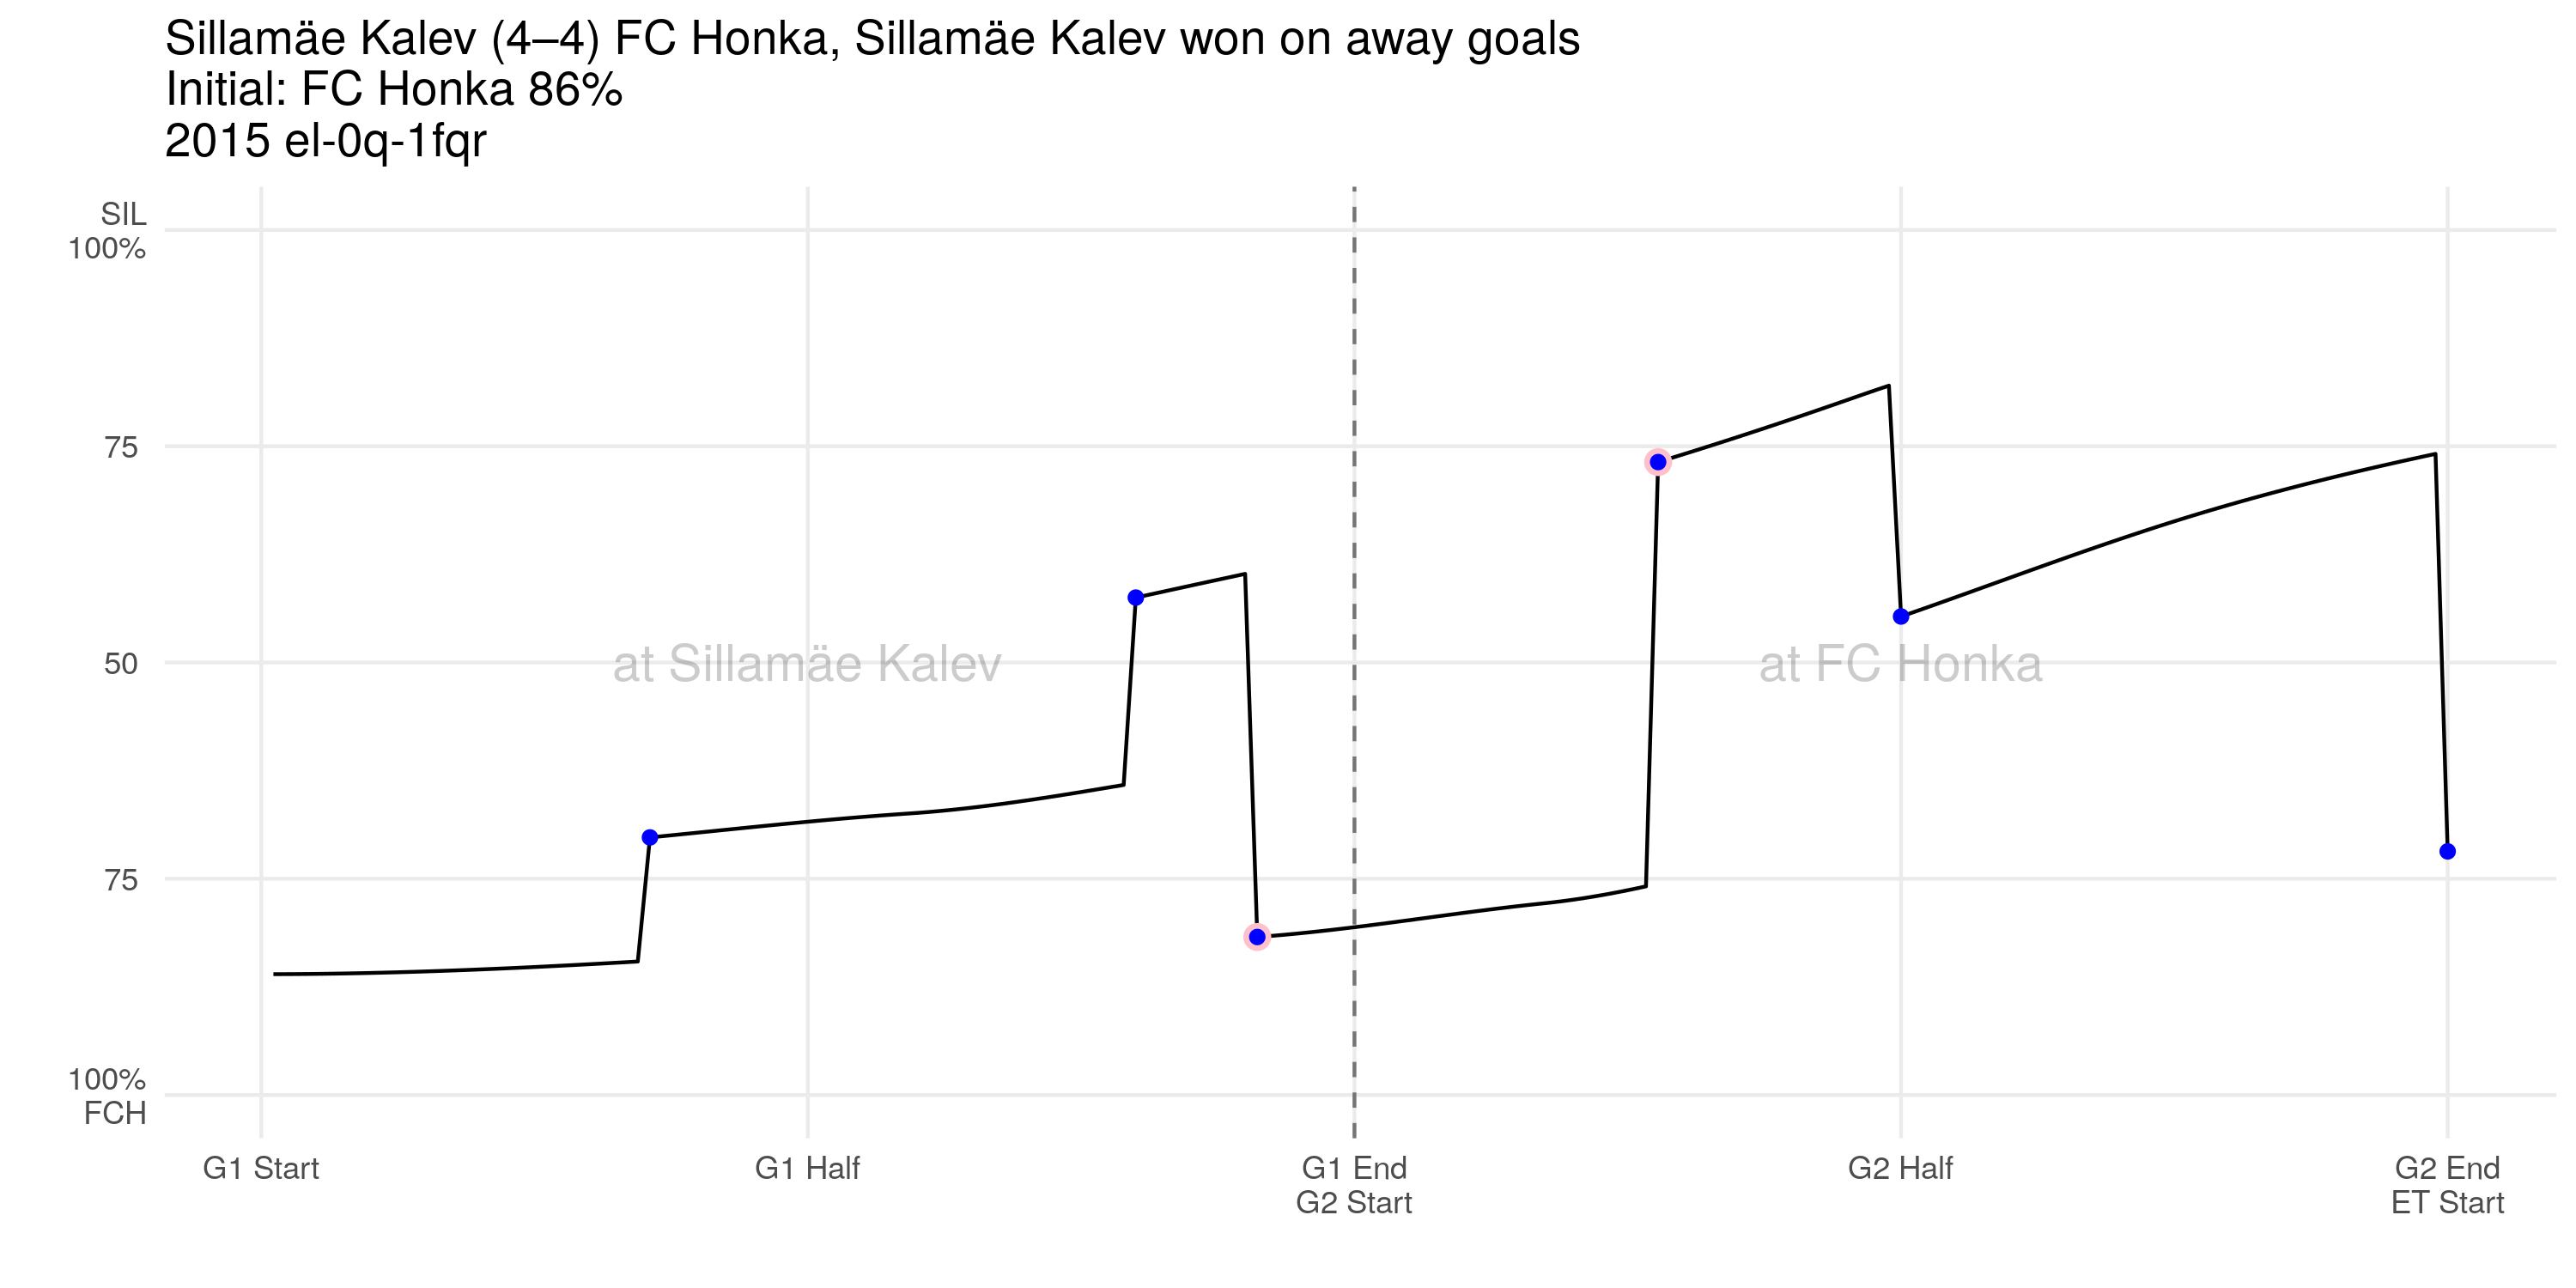 Sillamäe Kalev (4–4) FC Honka, Sillamäe Kalev won on away goals
Initial: FC Honka 86%
2015 el-0q-1fqr
SIL
100%
75
50
75
100%
FCH
at Sillamäe Kalev
at FC Honka
G1 Start
G1 Half
G1 End
G2 Start
G2 Half
G2 End
ET Start